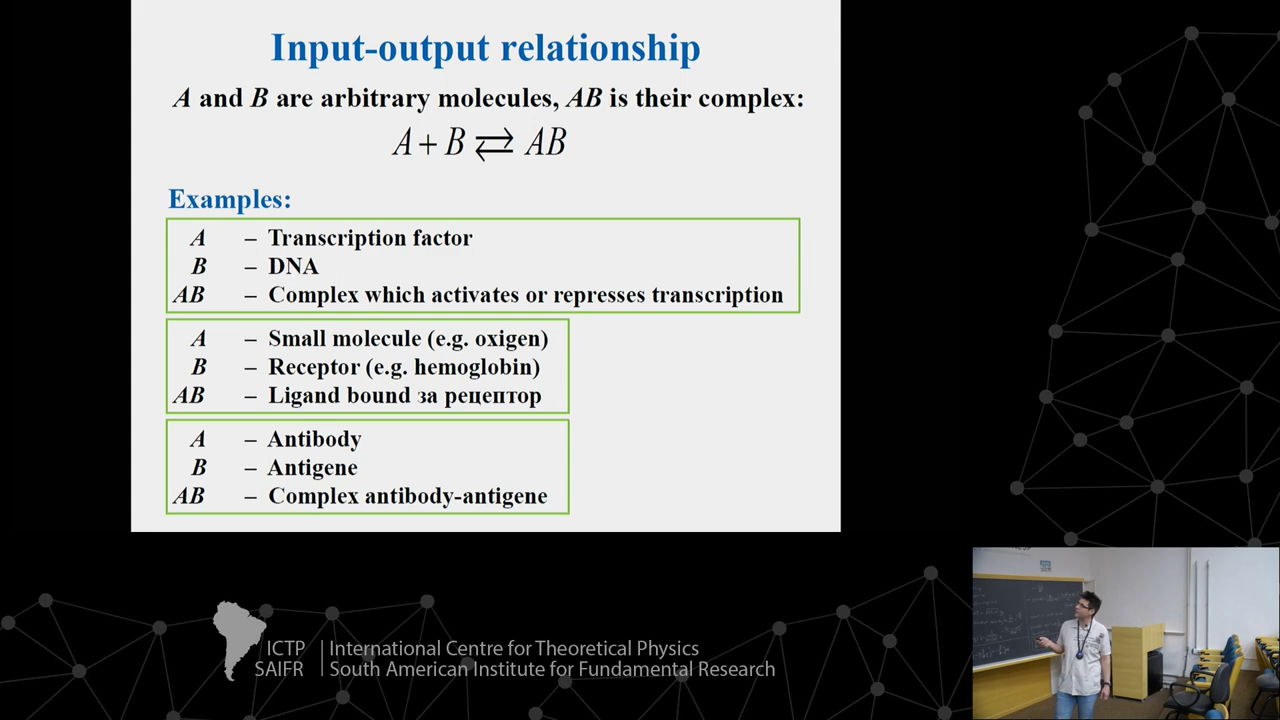 Input-output relationship
A and B are arbitrary molecules, AB is their complex:
A + B ⇄ AB
Examples:
A – Transcription factor
B – DNA
AB – Complex which activates or represses transcription
A – Small molecule (e.g. oxigen)
B – Receptor (e.g. hemoglobin)
AB – Ligand bound за рецептор
A – Antibody
B – Antigene
AB – Complex antibody-antigene
ICTP | International Centre for Theoretical Physics
SAIFR | South American Institute for Fundamental Research